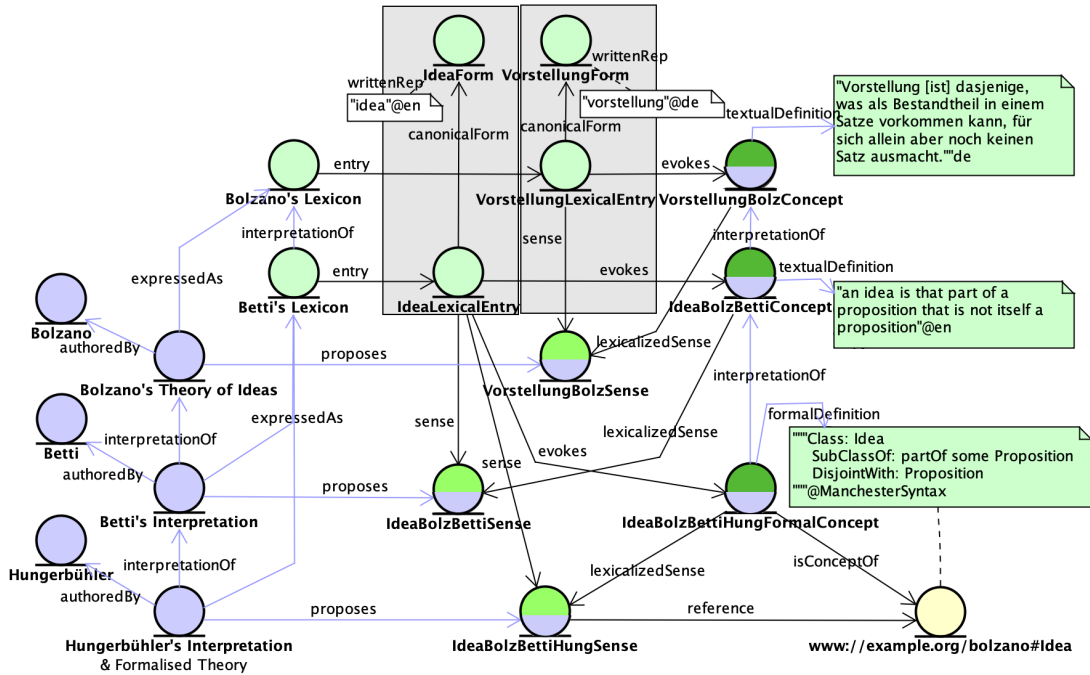 IdeaForm
VorstellungForm
writtenRep
writtenRep
"idea"@en
"vorstellung"@de
canonicalForm
canonicalForm
textualDefinition
"Vorstellung [ist] dasjenige,
was als Bestandtheil in einem
Satze vorkommen kann, für
sich allein aber noch keinen
Satz ausmacht.""de
entry
evokes
Bolzano's Lexicon
VorstellungLexicalEntry
VorstellungBolzConcept
interpretationOf
sense
interpretationOf
expressedAs
entry
evokes
textualDefinition
Betti's Lexicon
IdeaLexicalEntry
IdeaBolzBettiConcept
"an idea is that part of a
proposition that is not itself a
proposition"@en
Bolzano
authoredBy
proposes
lexicalizedSense
Bolzano's Theory of Ideas
VorstellungBolzSense
interpretationOf
expressedAs
formalDefinition
sense
lexicalizedSense
Betti
interpretationOf
authoredBy
sense
evokes
"""Class: Idea
SubClassOf: partOf some Proposition
DisjointWith: Proposition
"""@ManchesterSyntax
proposes
Betti's Interpretation
IdeaBolzBettiSense
IdeaBolzBettiHungFormalConcept
Hungerbühler
interpretationOf
authoredBy
lexicalizedSense
isConceptOf
proposes
reference
Hungerbühler's Interpretation
& Formalised Theory
IdeaBolzBettiHungSense
www://example.org/bolzano#Idea